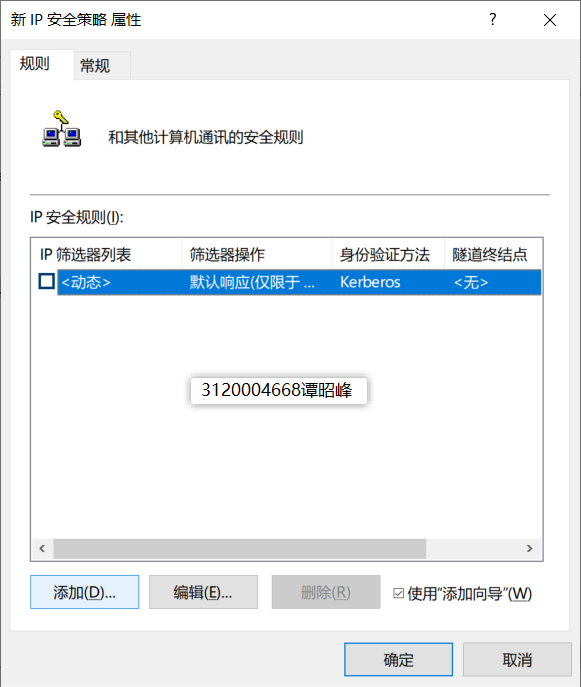 新 IP 安全策略 属性
规则
常规
和其他计算机通讯的安全规则
IP 安全规则(I):
IP 筛选器列表 筛选器操作 身份验证方法 隧道终结点
<动态> 默认响应(仅限于 ... Kerberos <无>
3120004668谭昭峰
添加(D)... 编辑(E)... 删除(R) 使用“添加向导”(W)
确定 取消